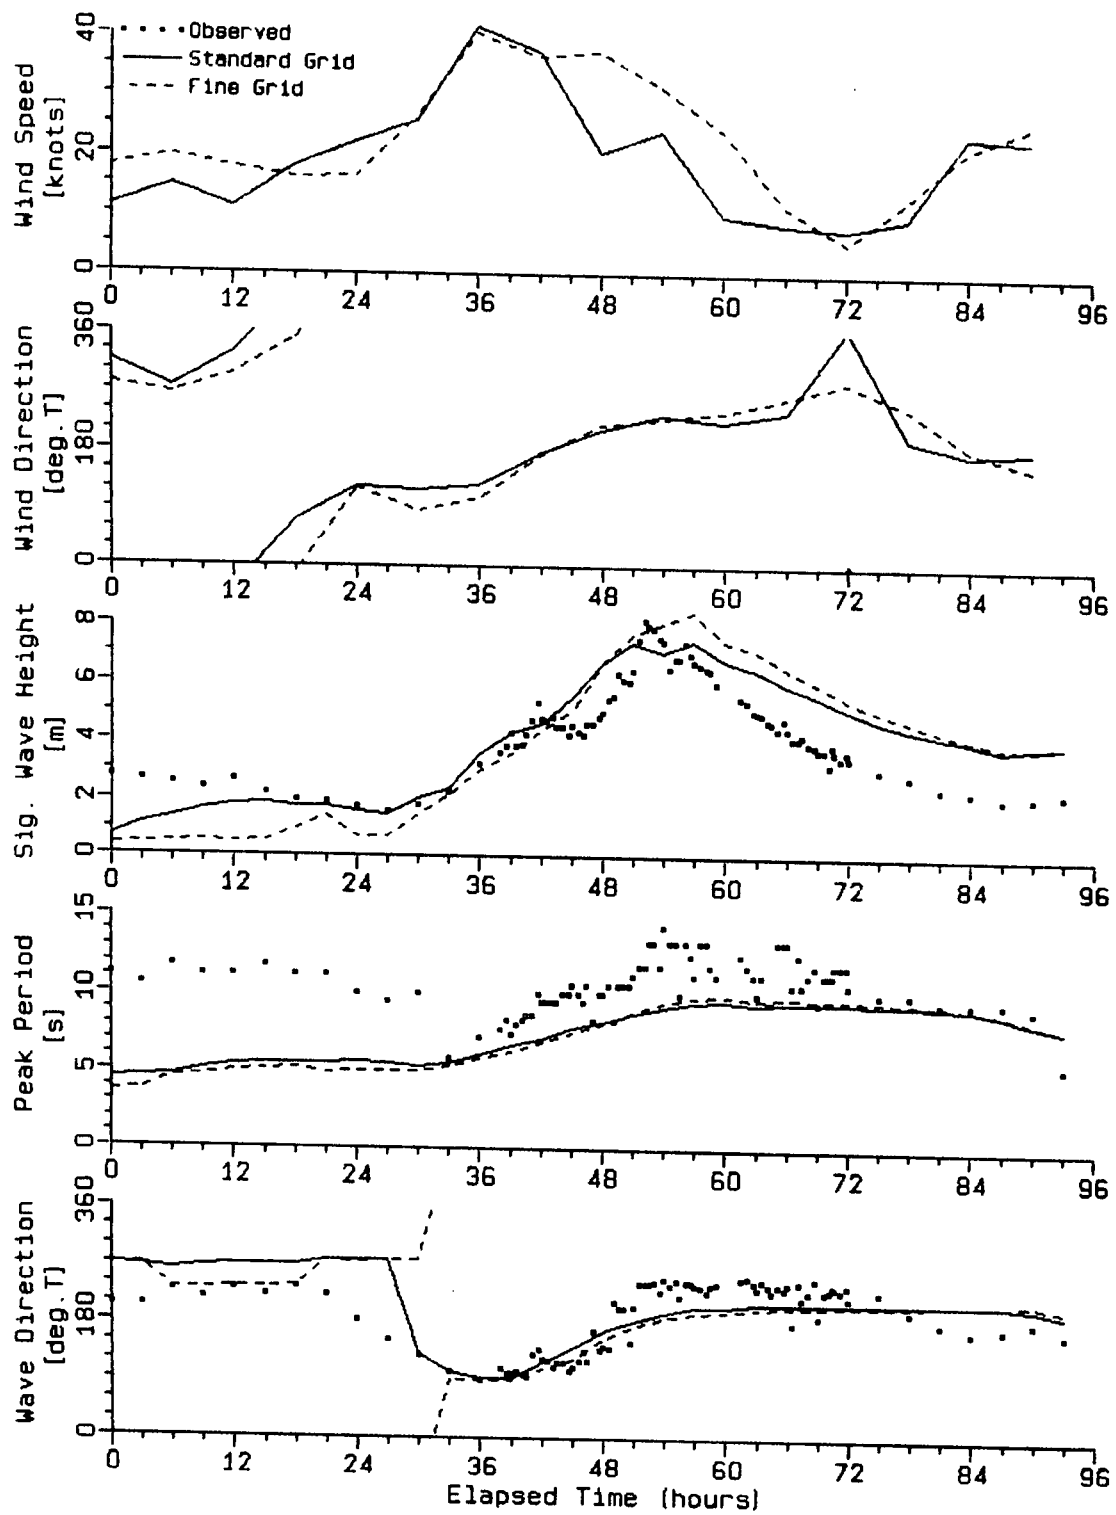 Observed
Standard Grid
Fine Grid
Wind Speed
[knots]
40
20
0
0 12 24 36 48 60 72 84 96
Wind Direction
[deg.T]
360
180
0
0 12 24 36 48 60 72 84 96
Sig. Wave Height
[m]
8
6
4
2
0
0 12 24 36 48 60 72 84 96
Peak Period
[s]
15
10
5
0
0 12 24 36 48 60 72 84 96
Wave Direction
[deg.T]
360
180
0
0 12 24 36 48 60 72 84 96
Elapsed Time (hours)